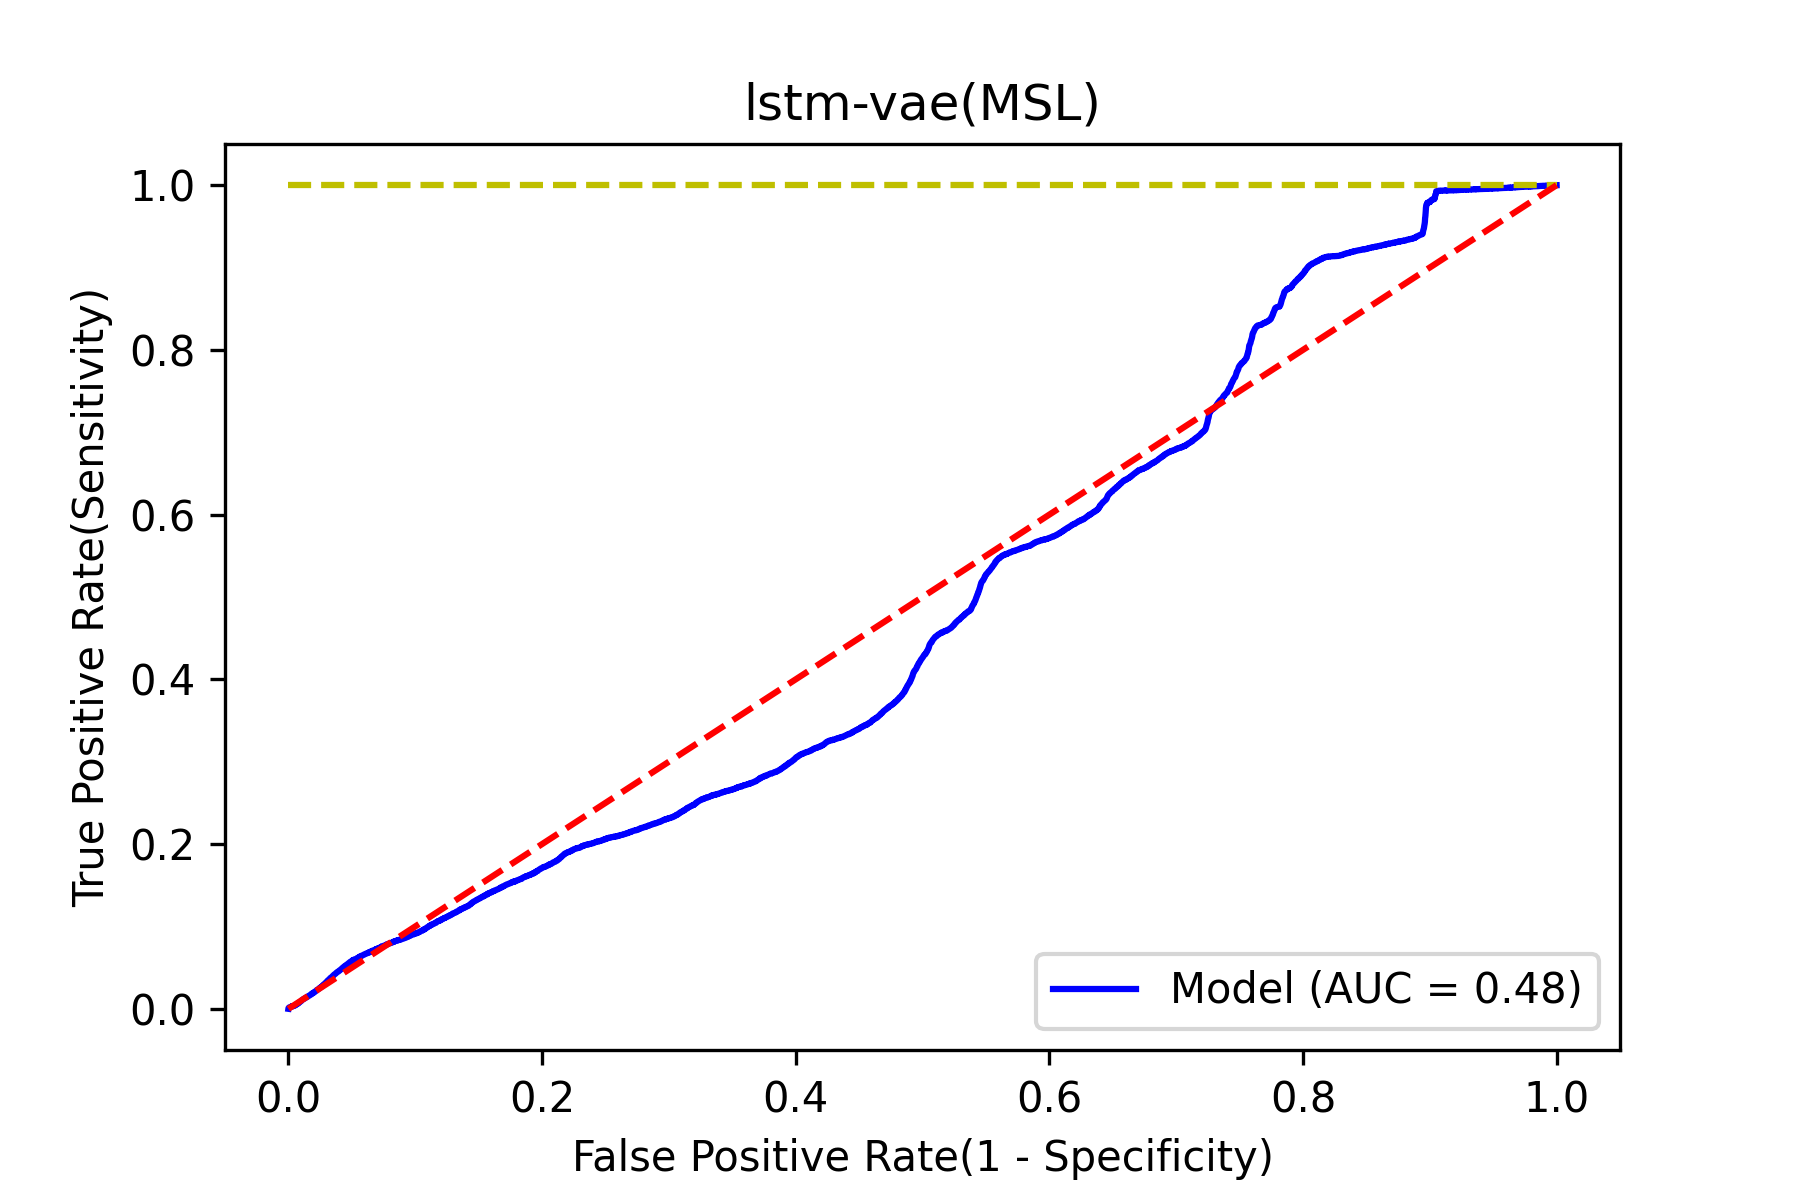 lstm-vae(MSL)
1.0
0.8
0.6
0.4
0.2
0.0
True Positive Rate(Sensitivity)
Model (AUC = 0.48)
0.0 0.2 0.4 0.6 0.8 1.0
False Positive Rate(1 - Specificity)